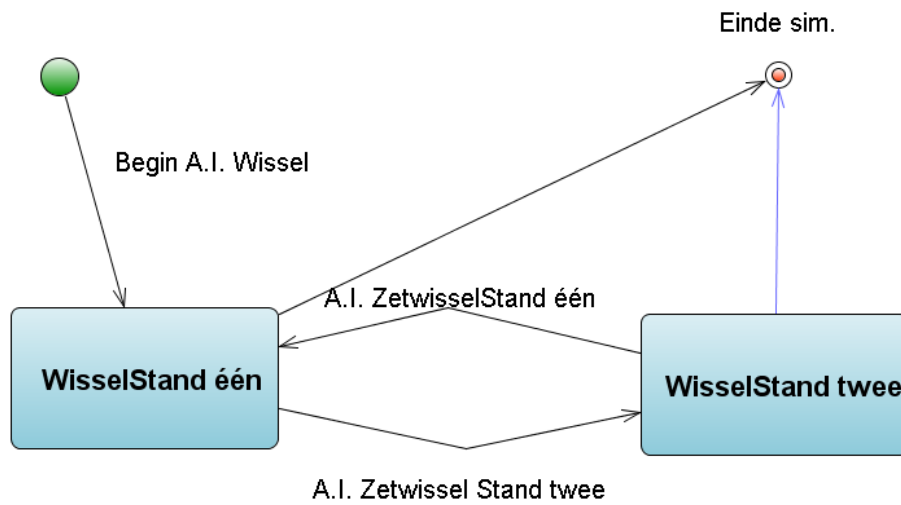 Einde sim.
Begin A.I. Wissel
A.I. ZetwisselStand één
WisselStand één
WisselStand twee
A.I. Zetwissel Stand twee